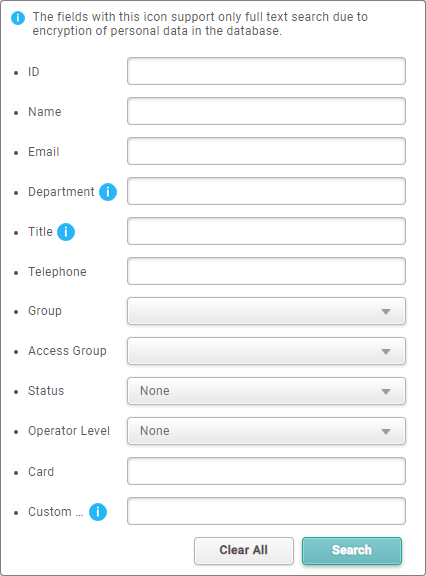 The fields with this icon support only full text search due to
encryption of personal data in the database.
ID
Name
Email
Department
Title
Telephone
Group
Access Group
Status None
Operator Level None
Card
Custom ...
Clear All Search